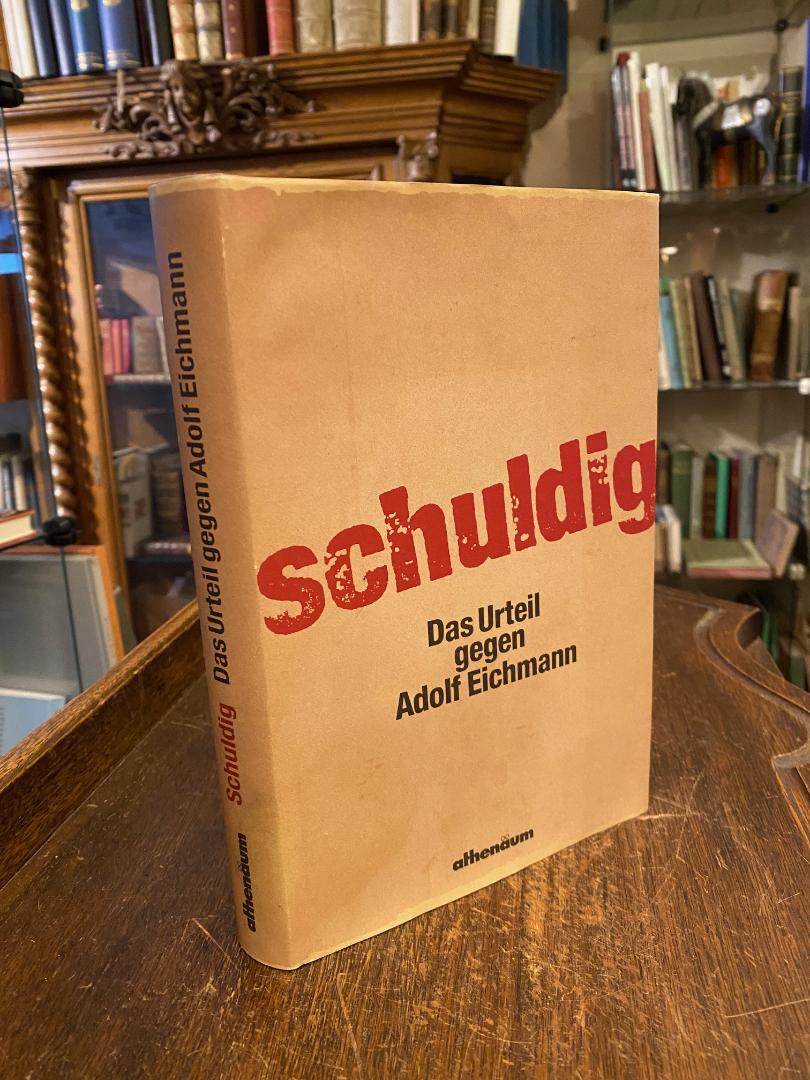 schuldig
Das Urteil
gegen
Adolf Eichmann
athenäum
athenäum Schuldig Das Urteil gegen Adolf Eichmann